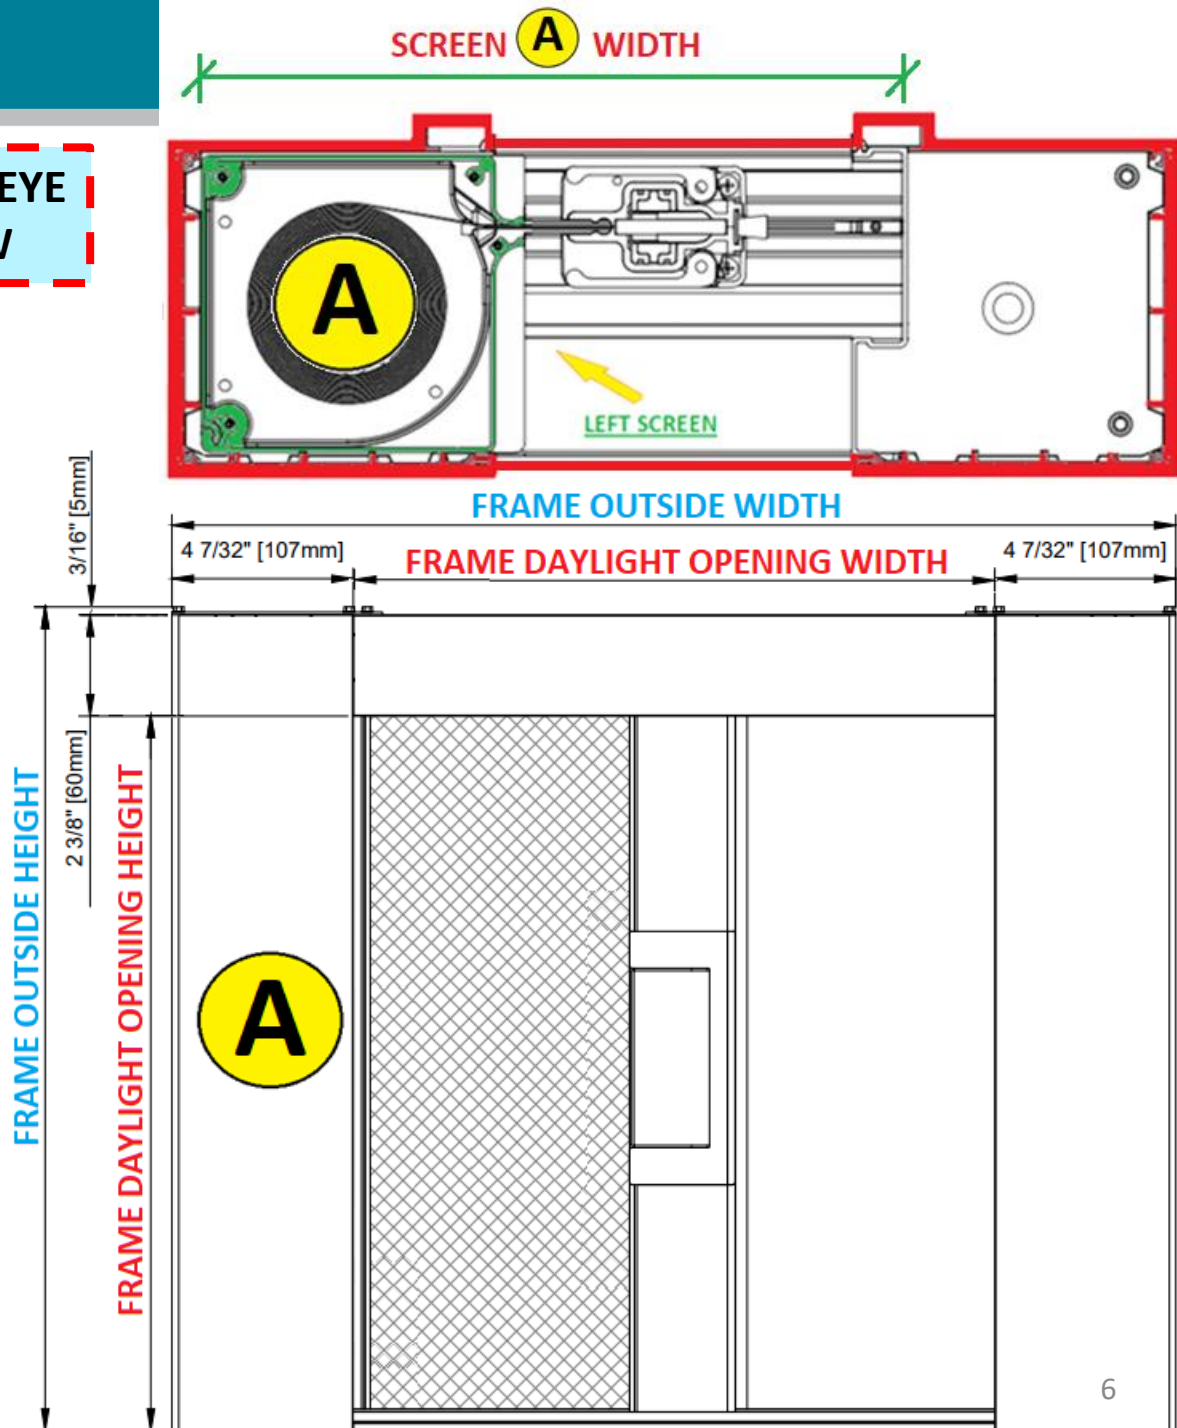 SCREEN A WIDTH
EYE
A
LEFT SCREEN
FRAME OUTSIDE WIDTH
3/16" [5mm]
4 7/32" [107mm]
FRAME DAYLIGHT OPENING WIDTH
4 7/32" [107mm]
2 3/8" [60mm]
FRAME OUTSIDE HEIGHT
FRAME DAYLIGHT OPENING HEIGHT
A
6